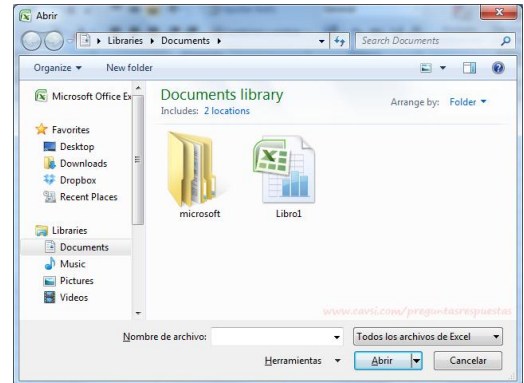 Abrir
Libraries Documents
Search Documents
Organize New folder
Microsoft Office Ex
Favorites
Desktop
Downloads
Dropbox
Recent Places
Libraries
Documents
Music
Pictures
Videos
Documents library
Includes: 2 locations
Arrange by: Folder
microsoft
Libro1
www.cavsi.com/preguntasrespuestas
Nombre de archivo:
Todos los archivos de Excel
Herramientas
Abrir
Cancelar